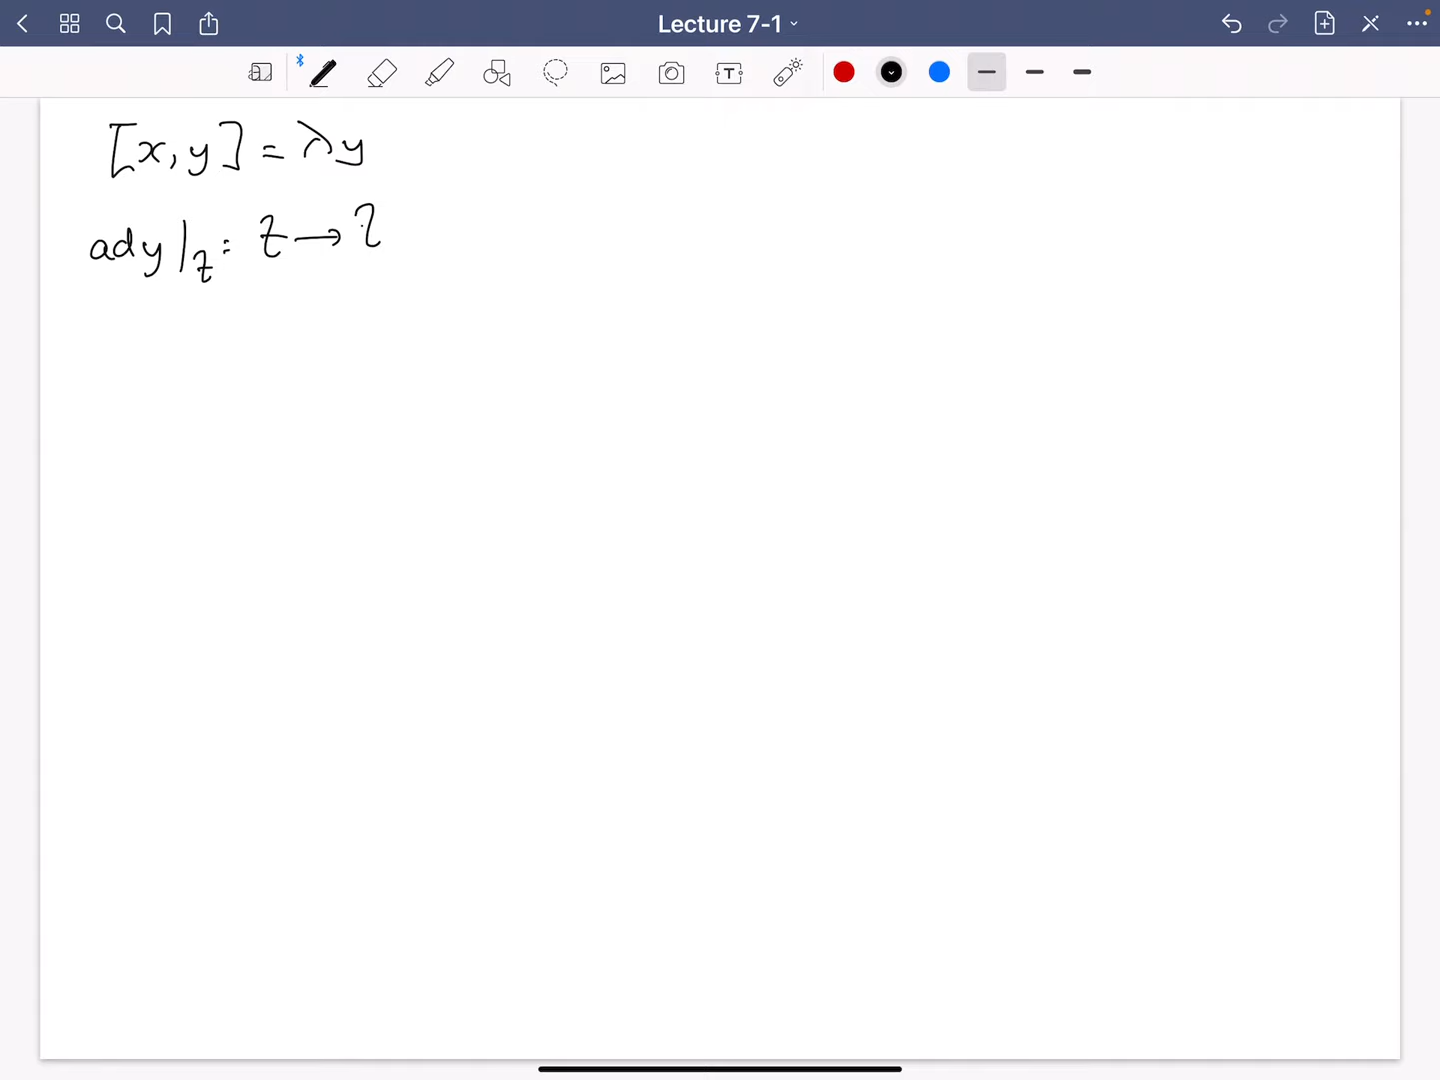 Lecture 7-1
[x, y] = λy
ad y|_z : z → z